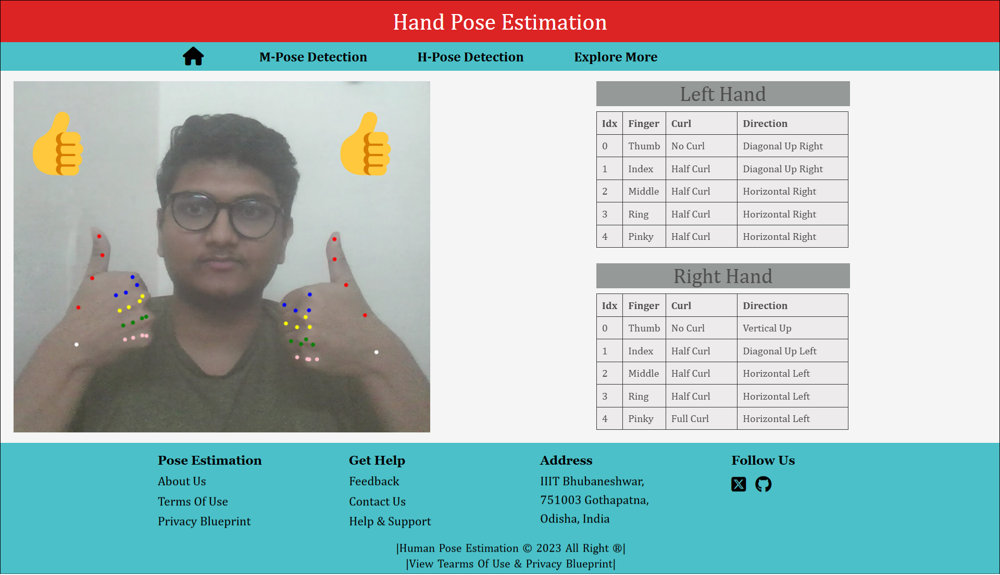 Hand Pose Estimation
M-Pose Detection H-Pose Detection Explore More
Left Hand
Idx Finger Curl Direction
0 Thumb No Curl Diagonal Up Right
1 Index Half Curl Diagonal Up Right
2 Middle Half Curl Horizontal Right
3 Ring Half Curl Horizontal Right
4 Pinky Half Curl Horizontal Right
Right Hand
Idx Finger Curl Direction
0 Thumb No Curl Vertical Up
1 Index Half Curl Diagonal Up Left
2 Middle Half Curl Horizontal Left
3 Ring Half Curl Horizontal Left
4 Pinky Full Curl Horizontal Left
Pose Estimation
About Us
Terms Of Use
Privacy Blueprint
Get Help
Feedback
Contact Us
Help & Support
Address
IIIT Bhubaneshwar,
751003 Gothapatna,
Odisha, India
Follow Us
|Human Pose Estimation © 2023 All Right ®|
|View Tearms Of Use & Privacy Blueprint|